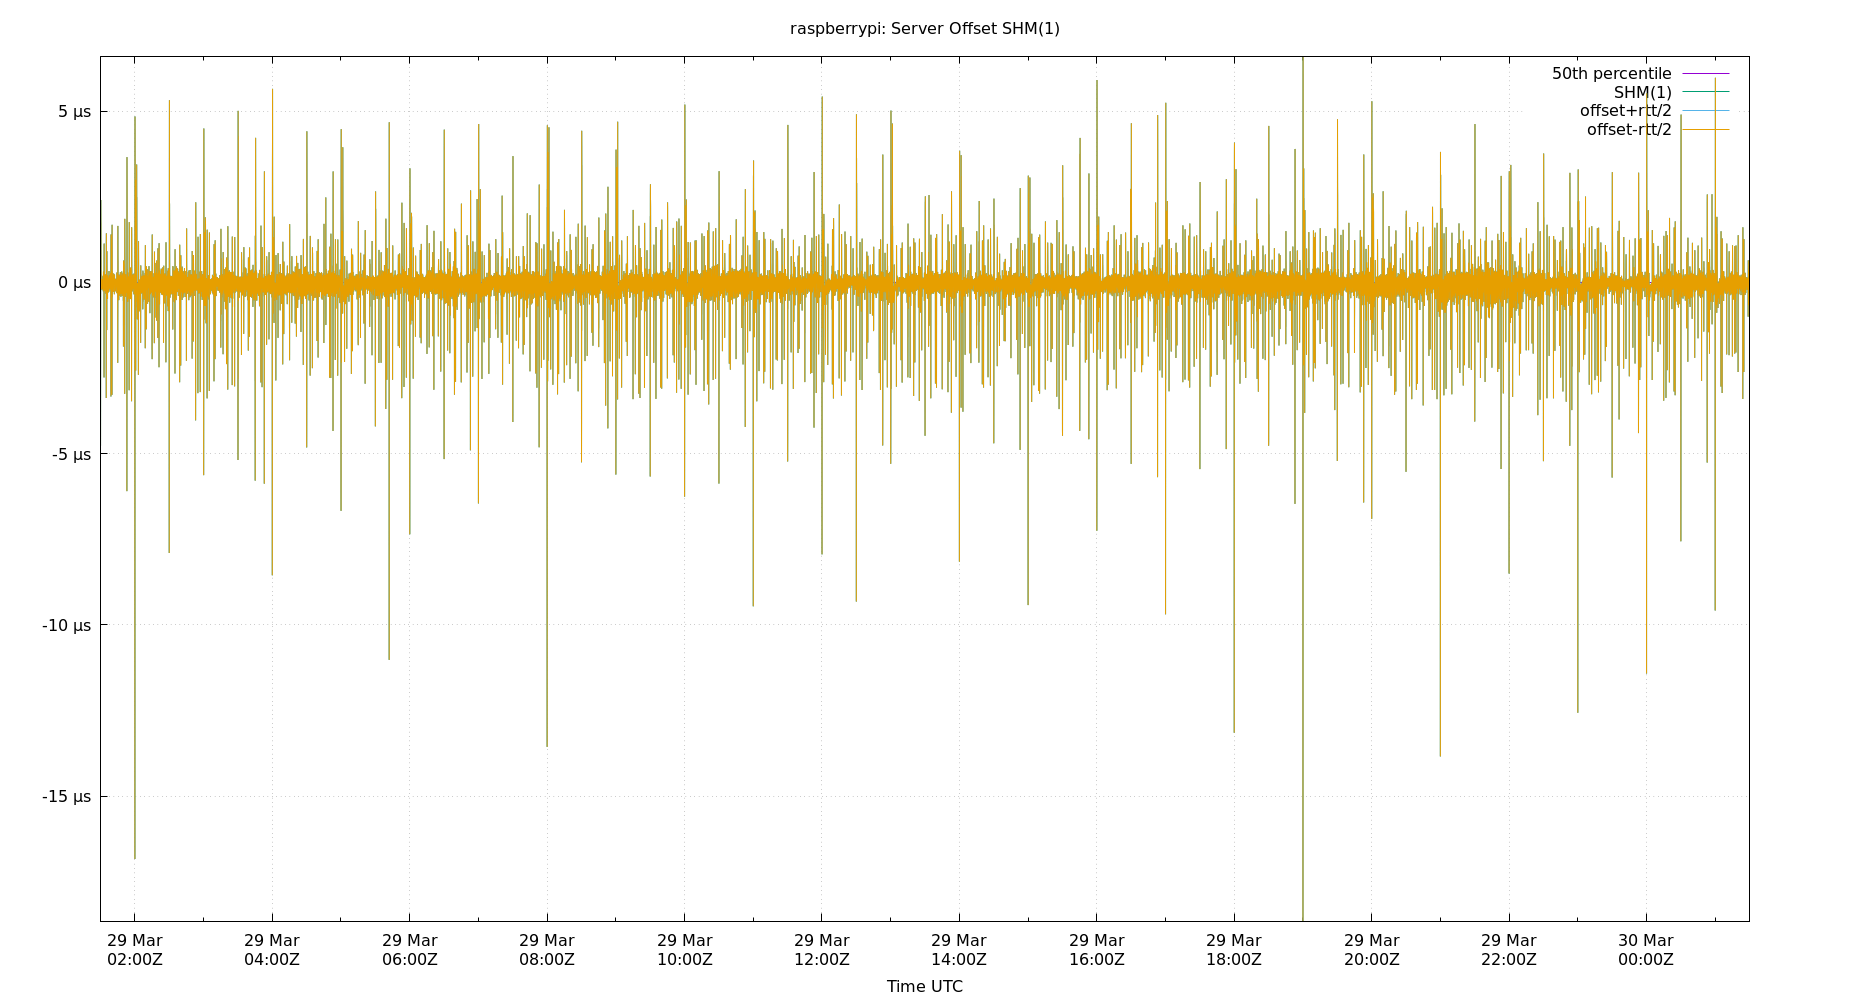 raspberrypi: Server Offset SHM(1)
50th percentile
SHM(1)
offset+rtt/2
offset-rtt/2
5 µs
0 µs
-5 µs
-10 µs
-15 µs
29 Mar 29 Mar 29 Mar 29 Mar 29 Mar 29 Mar 29 Mar 29 Mar 29 Mar 29 Mar 29 Mar 30 Mar
02:00Z 04:00Z 06:00Z 08:00Z 10:00Z 12:00Z 14:00Z 16:00Z 18:00Z 20:00Z 22:00Z 00:00Z
Time UTC